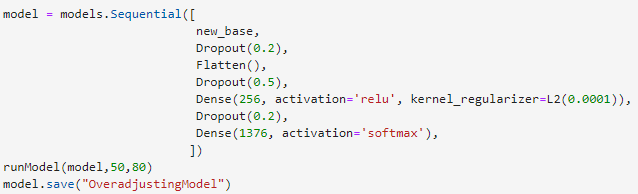 model = models.Sequential([
                           new_base,
                           Dropout(0.2),
                           Flatten(),
                           Dropout(0.5),
                           Dense(256, activation='relu', kernel_regularizer=L2(0.0001)),
                           Dropout(0.2),
                           Dense(1376, activation='softmax'),
                          ])
runModel(model,50,80)
model.save("OveradjustingModel")